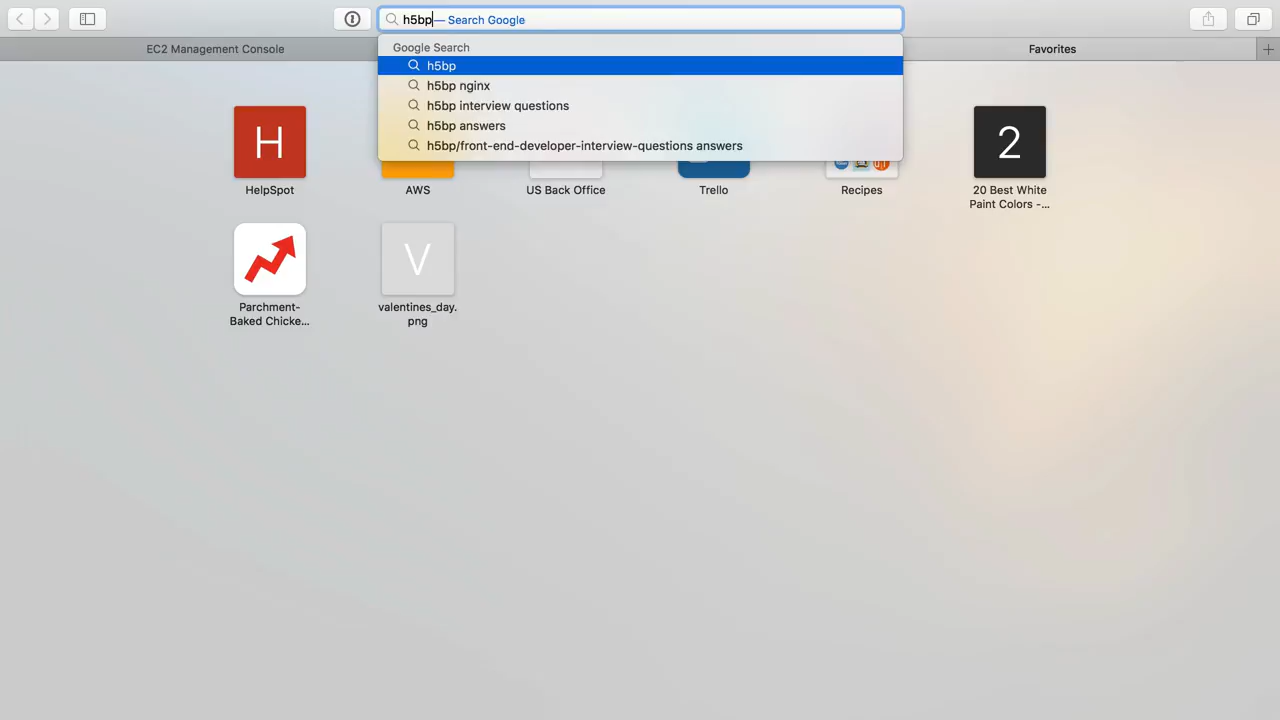 h5bp — Search Google
EC2 Management Console
Favorites
Google Search
h5bp
h5bp nginx
h5bp interview questions
h5bp answers
h5bp/front-end-developer-interview-questions answers
H
2
HelpSpot
AWS
US Back Office
Trello
Recipes
20 Best White
Paint Colors -...
V
Parchment-
Baked Chicke...
valentines_day.
png